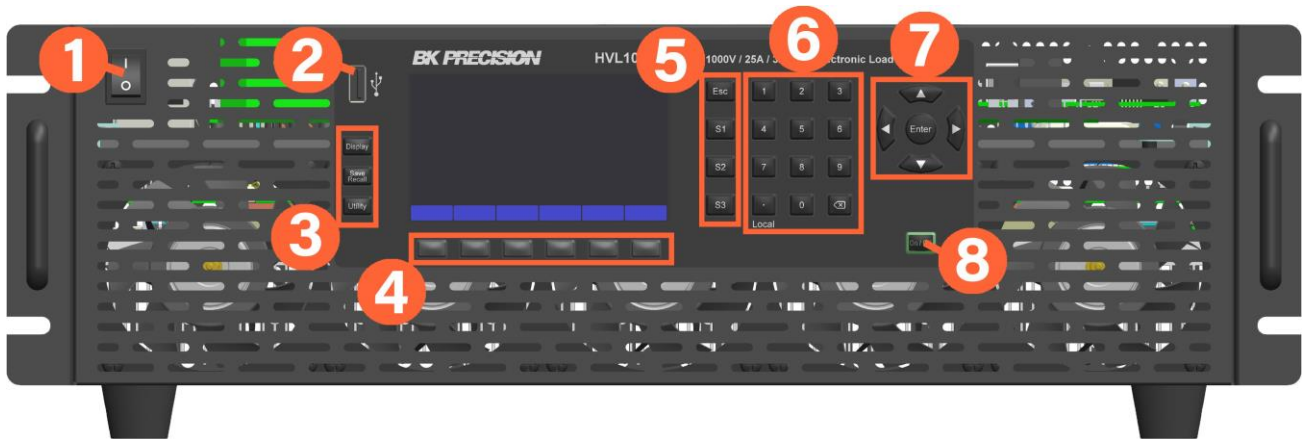 1
2
BK PRECISION
HVL10
5
1000V / 25A / 3
ctronic Load
6
7
I
O
Display
Save
Recall
Utility
3
Esc
S1
S2
S3
1 2 3
4 5 6
7 8 9
. 0
Local
Enter
4
8